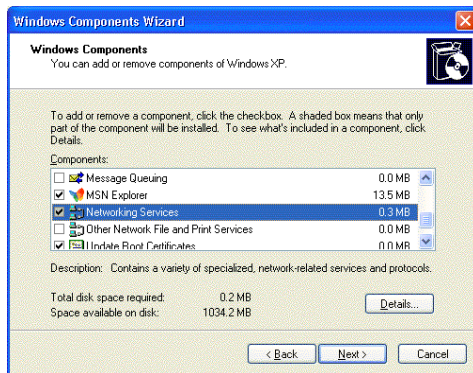 Windows Components Wizard
Windows Components
You can add or remove components of Windows XP.
To add or remove a component, click the checkbox. A shaded box means that only
part of the component will be installed. To see what's included in a component, click
Details.
Components:
Message Queuing 0.0 MB
MSN Explorer 13.5 MB
Networking Services 0.3 MB
Other Network File and Print Services 0.0 MB
Update Root Certificates 0.0 MB
Description: Contains a variety of specialized, network-related services and protocols.
Total disk space required: 0.2 MB
Space available on disk: 1034.2 MB
Details...
< Back Next > Cancel